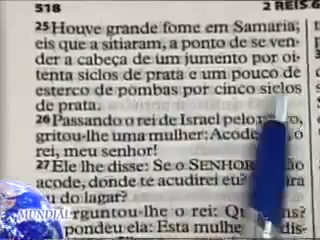 518
2 REIS 6
25 Houve grande fome em Samaria;
eis que a sitiaram, a ponto de se ven-
der a cabeça de um jumento por oi-
tenta siclos de prata e um pouco de
esterco de pombas por cinco siclos
de prata.
26 Passando o rei de Israel pelo
gritou-lhe uma mulher: Acode
rei, meu senhor!
27 Ele lhe disse: Se o SENHOR
acode, donde te acudirei eu?
do lagar?
rguntou-lhe o rei: Qu
pondeu ela: Esta mulhe
MUNDIAL